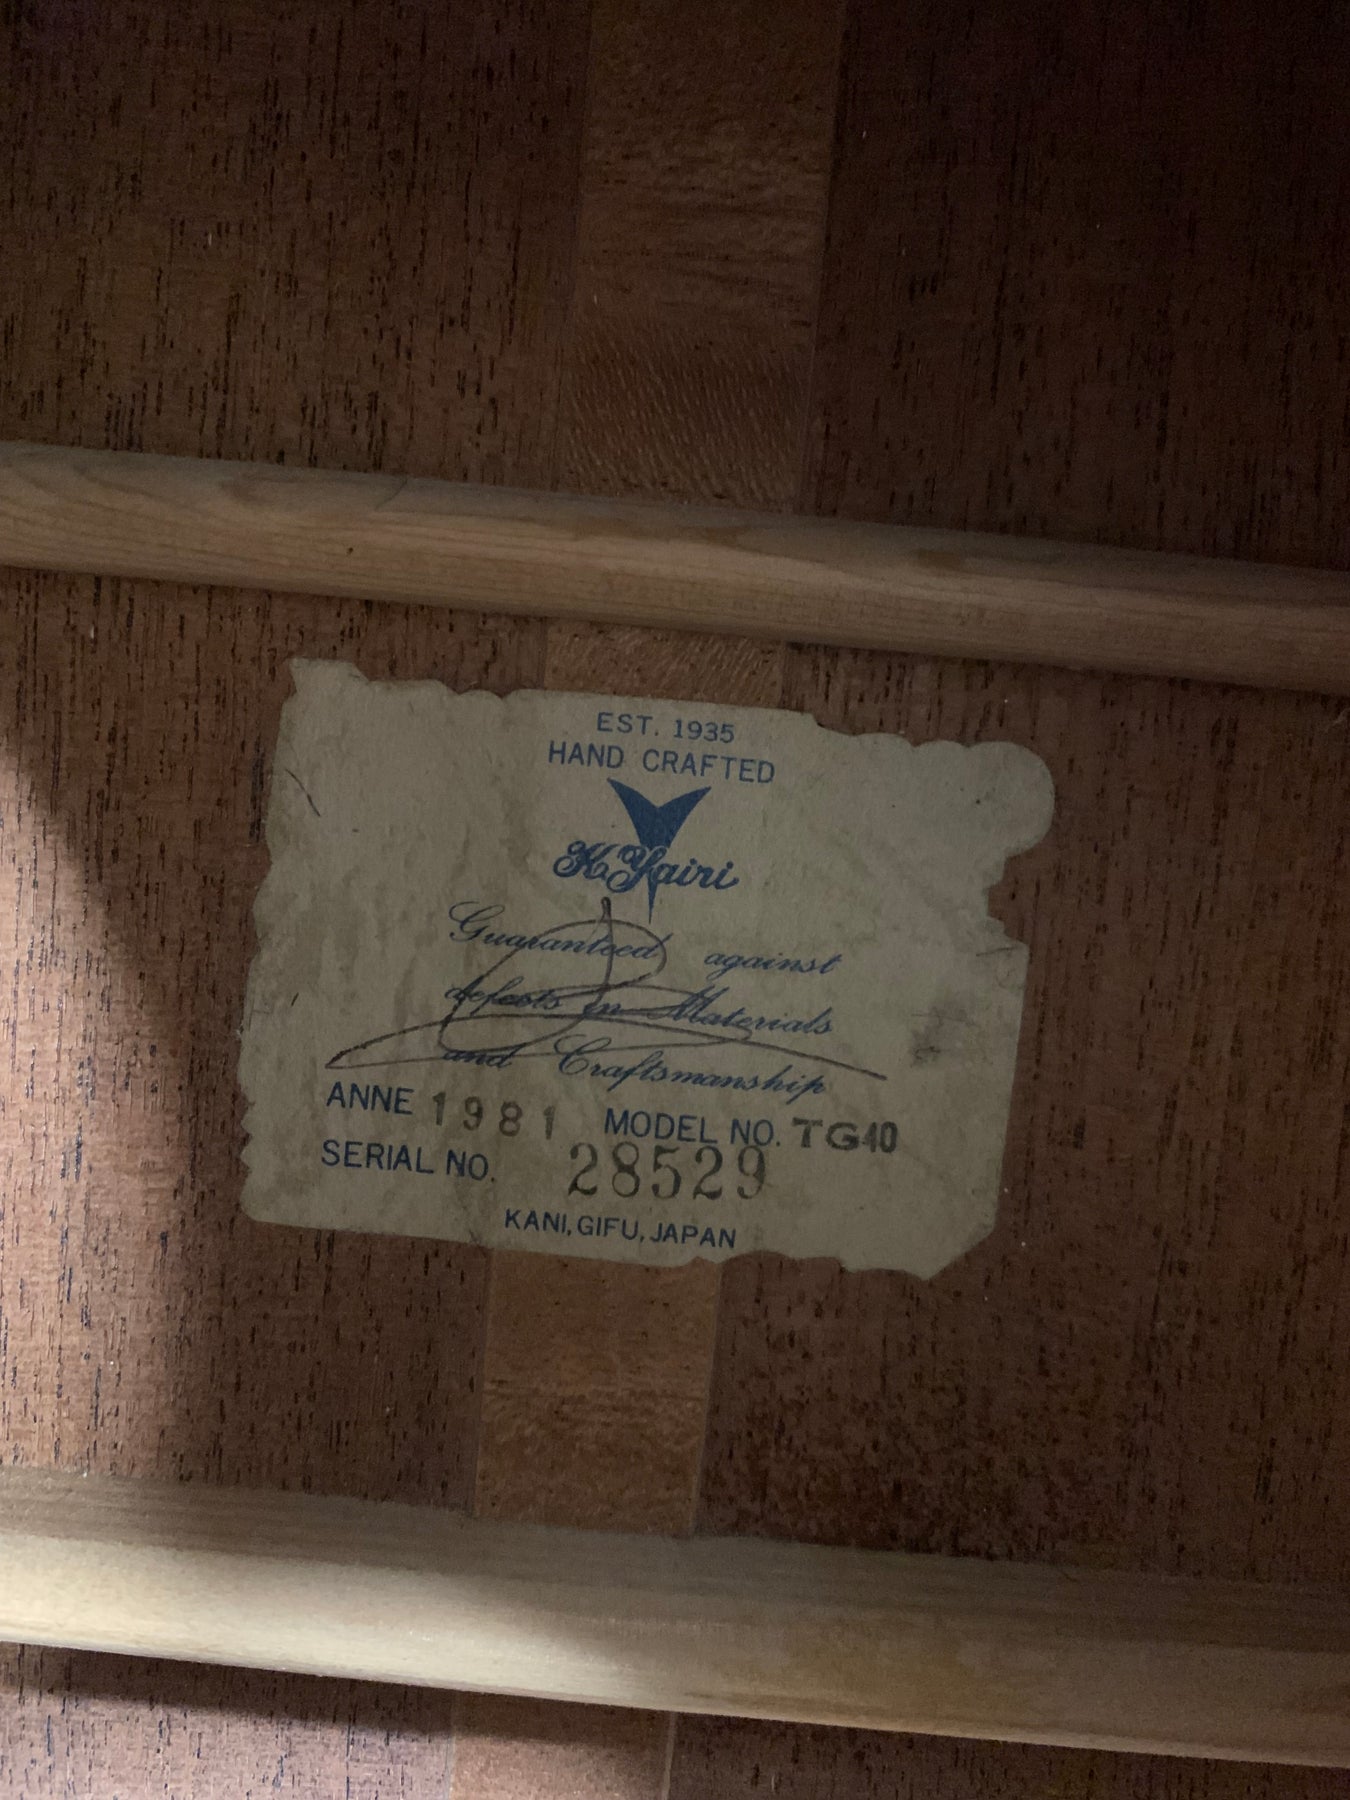 EST. 1935
HAND CRAFTED
K.Yairi
Guaranteed against
defects in Materials
and Craftsmanship
ANNE 1981 MODEL NO. TG40
SERIAL NO. 28529
KANI, GIFU, JAPAN